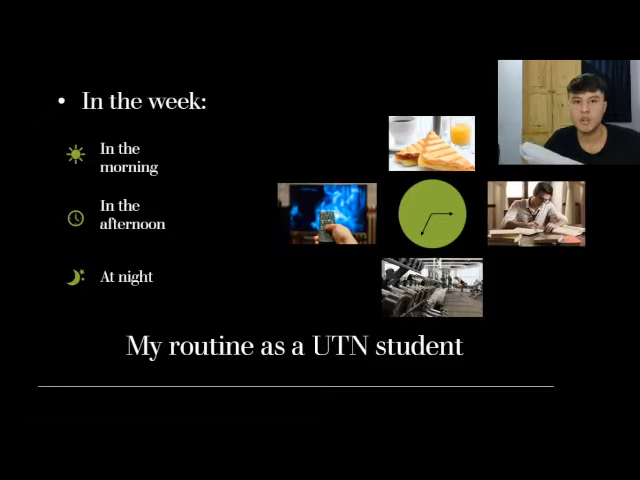 • In the week:
In the
morning
In the
afternoon
At night
My routine as a UTN student